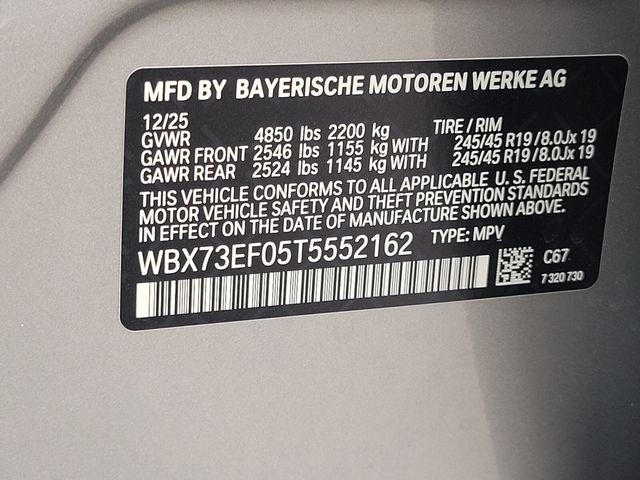 MFD BY BAYERISCHE MOTOREN WERKE AG
12/25 TIRE / RIM
GVWR 4850 lbs 2200 kg
GAWR FRONT 2546 lbs 1155 kg WITH 245/45 R19/8.0Jx 19
GAWR REAR 2524 lbs 1145 kg WITH 245/45 R19/8.0Jx 19
THIS VEHICLE CONFORMS TO ALL APPLICABLE U.S. FEDERAL
MOTOR VEHICLE SAFETY AND THEFT PREVENTION STANDARDS
IN EFFECT ON THE DATE OF MANUFACTURE SHOWN ABOVE.
WBX73EF05T5552162 TYPE: MPV
C67
7 320 730